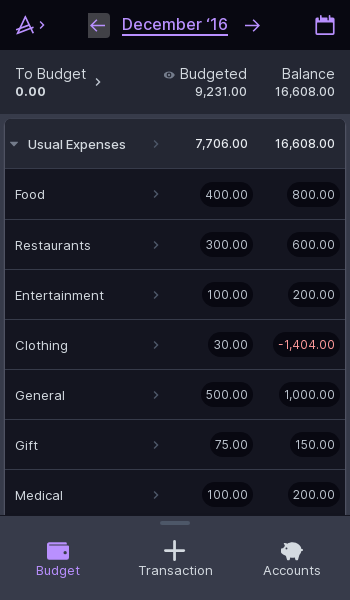 December ‘16
To Budget Budgeted Balance
0.00 9,231.00 16,608.00
Usual Expenses 7,706.00 16,608.00
Food 400.00 800.00
Restaurants 300.00 600.00
Entertainment 100.00 200.00
Clothing 30.00 -1,404.00
General 500.00 1,000.00
Gift 75.00 150.00
Medical 100.00 200.00
Budget Transaction Accounts